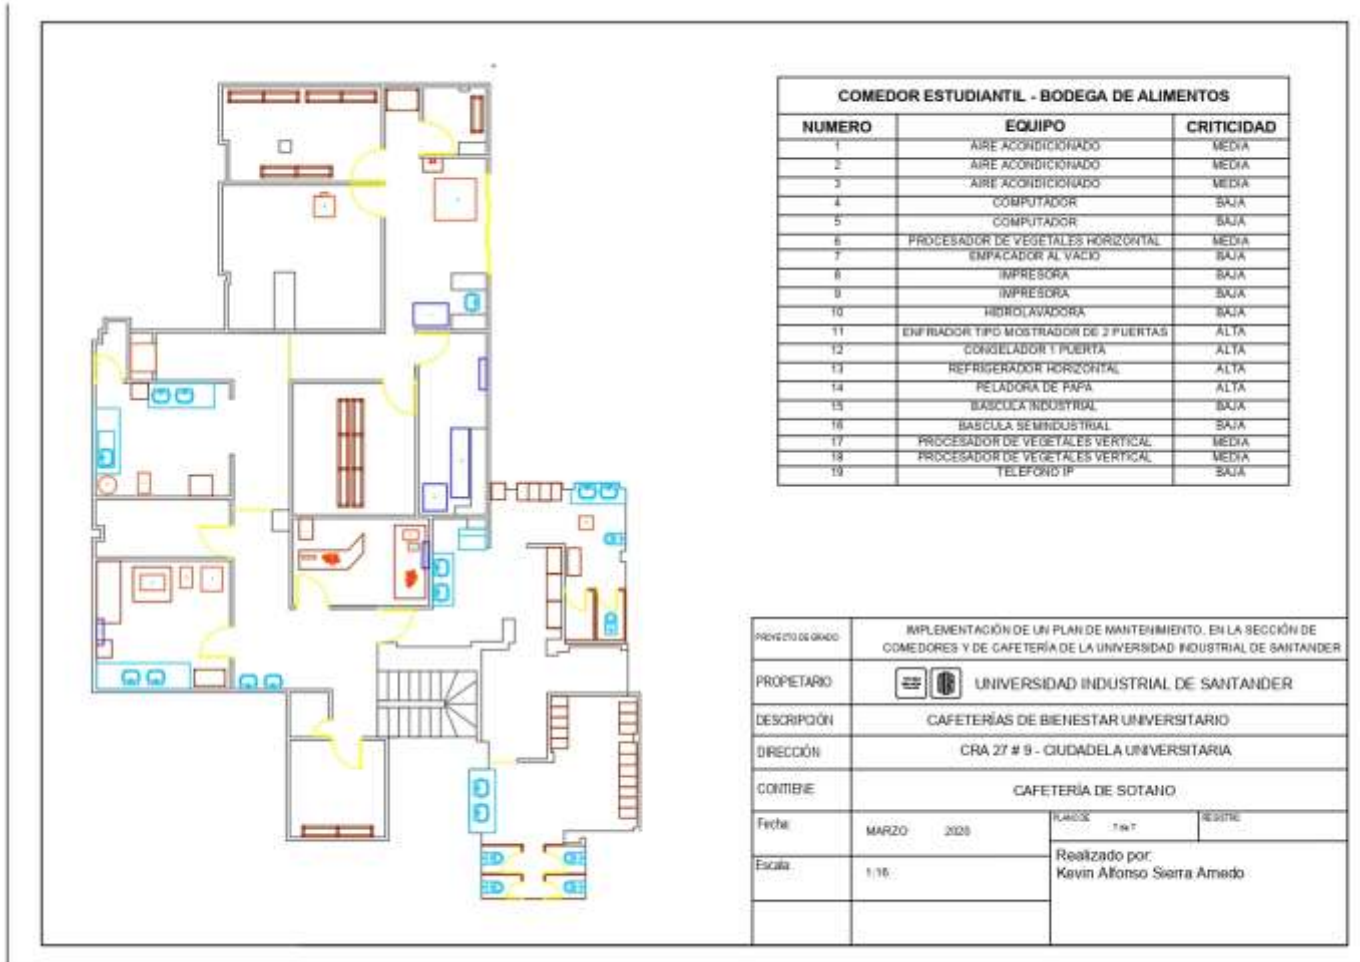 COMEDOR ESTUDIANTIL - BODEGA DE ALIMENTOS
NUMERO EQUIPO CRITICIDAD
1 AIRE ACONDICIONADO MEDIA
2 AIRE ACONDICIONADO MEDIA
3 AIRE ACONDICIONADO MEDIA
4 COMPUTADOR BAJA
5 COMPUTADOR BAJA
6 PROCESADOR DE VEGETALES HORIZONTAL MEDIA
7 EMPACADOR AL VACIO BAJA
8 IMPRESORA BAJA
9 IMPRESORA BAJA
10 HIDROLAVADORA BAJA
11 ENFRIADOR TIPO MOSTRADOR DE 2 PUERTAS ALTA
12 CONGELADOR 1 PUERTA ALTA
13 REFRIGERADOR HORIZONTAL ALTA
14 PELADORA DE PAPA ALTA
15 BASCULA INDUSTRIAL BAJA
16 BASCULA SEMINDUSTRIAL BAJA
17 PROCESADOR DE VEGETALES VERTICAL MEDIA
18 PROCESADOR DE VEGETALES VERTICAL MEDIA
19 TELEFONO IP BAJA
PROYECTO DE GRADO
IMPLEMENTACIÓN DE UN PLAN DE MANTENIMIENTO, EN LA SECCIÓN DE
COMEDORES Y DE CAFETERÍA DE LA UNIVERSIDAD INDUSTRIAL DE SANTANDER
PROPIETARIO UNIVERSIDAD INDUSTRIAL DE SANTANDER
DESCRIPCIÓN CAFETERÍAS DE BIENESTAR UNIVERSITARIO
DIRECCIÓN CRA 27 # 9 - CIUDADELA UNIVERSITARIA
CONTIENE CAFETERÍA DE SOTANO
Fecha: MARZO 2020 PLANO DE 7 de 7 REGISTRO
Escala: 1:16
Realizado por:
Kevin Alfonso Sierra Arnedo